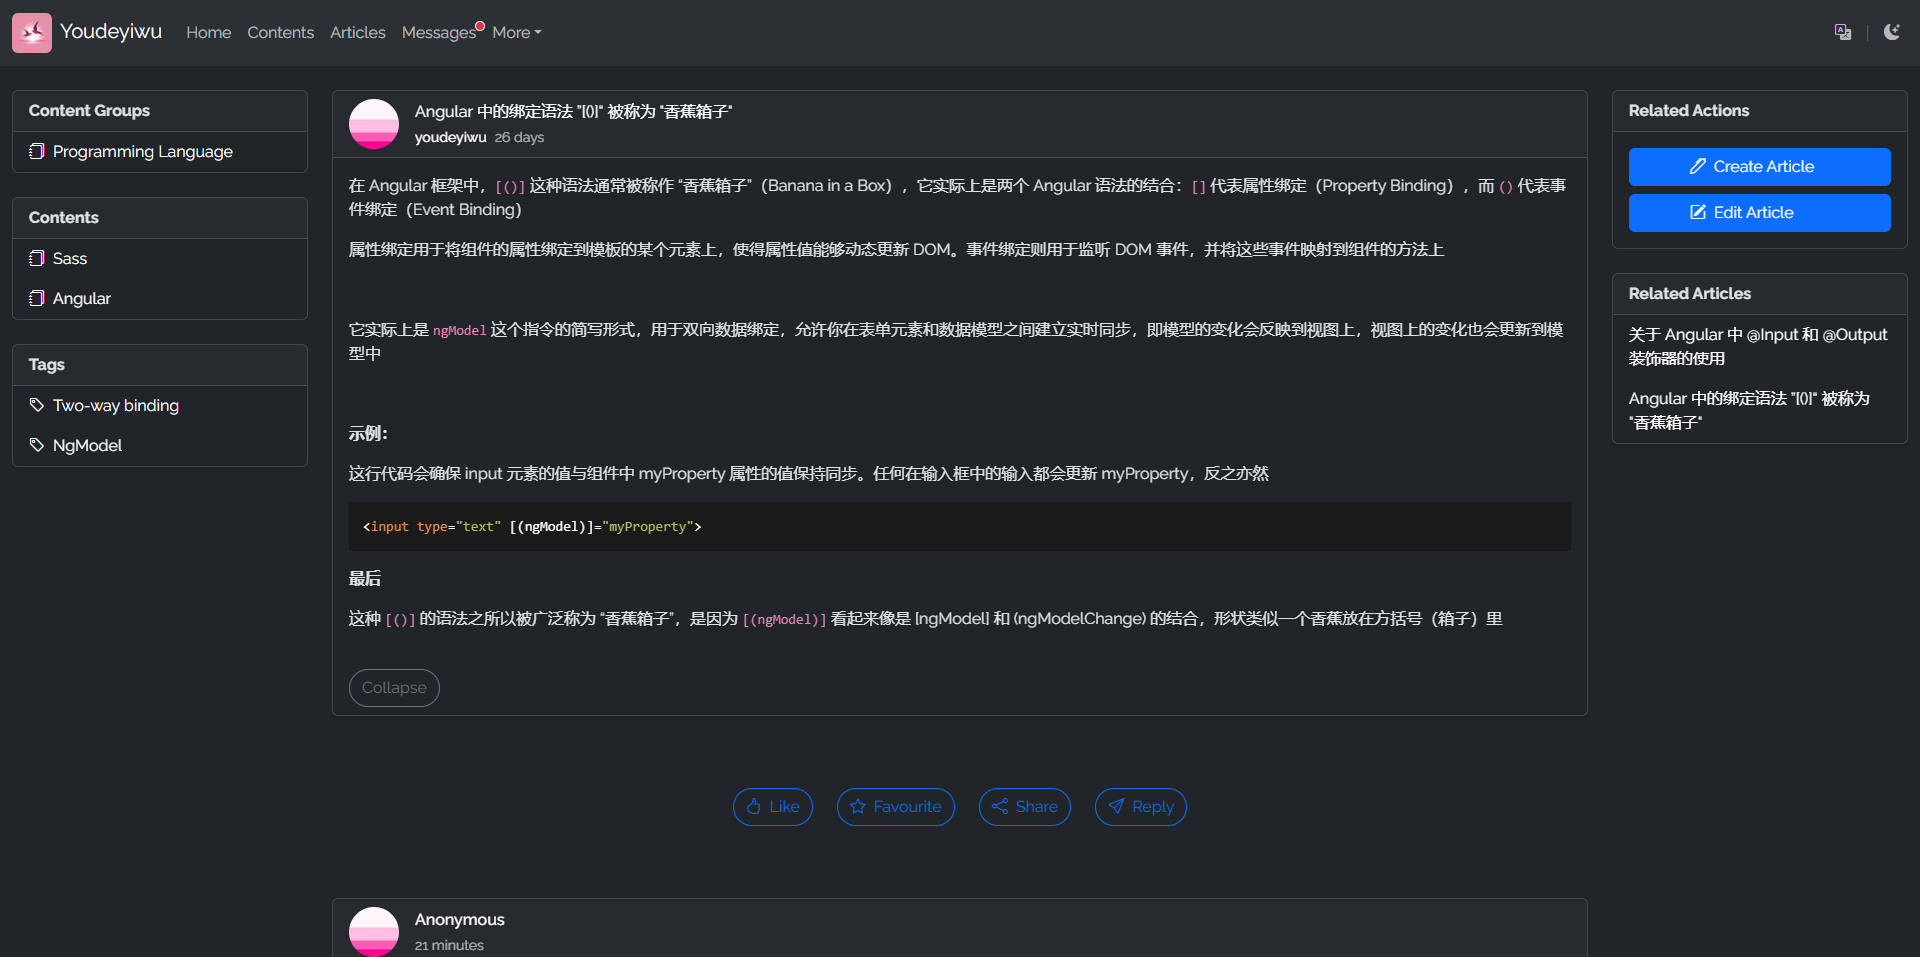 Youdeyiwu
Home
Contents
Articles
Messages
More
Content Groups
Programming Language
Contents
Sass
Angular
Tags
Two-way binding
NgModel
Angular 中的绑定语法 "[()]" 被称为 "香蕉箱子"
youdeyiwu 26 days
在 Angular 框架中，[()] 这种语法通常被称作 “香蕉箱子”（Banana in a Box），它实际上是两个 Angular 语法的结合：[] 代表属性绑定（Property Binding），而 () 代表事
件绑定（Event Binding）
属性绑定用于将组件的属性绑定到模板的某个元素上，使得属性值能够动态更新 DOM。事件绑定则用于监听 DOM 事件，并将这些事件映射到组件的方法上
它实际上是 ngModel 这个指令的简写形式，用于双向数据绑定，允许你在表单元素和数据模型之间建立实时同步，即模型的变化会反映到视图上，视图上的变化也会更新到模
型中
示例：
这行代码会确保 input 元素的值与组件中 myProperty 属性的值保持同步。任何在输入框中的输入都会更新 myProperty，反之亦然
<input type="text" [(ngModel)]="myProperty">
最后
这种 [()] 的语法之所以被广泛称为 “香蕉箱子”，是因为 [(ngModel)] 看起来像是 [ngModel] 和 (ngModelChange) 的结合，形状类似一个香蕉放在方括号（箱子）里
Collapse
Like
Favourite
Share
Reply
Anonymous
21 minutes
Related Actions
Create Article
Edit Article
Related Articles
关于 Angular 中 @Input 和 @Output
装饰器的使用
Angular 中的绑定语法 "[()]" 被称为
"香蕉箱子"